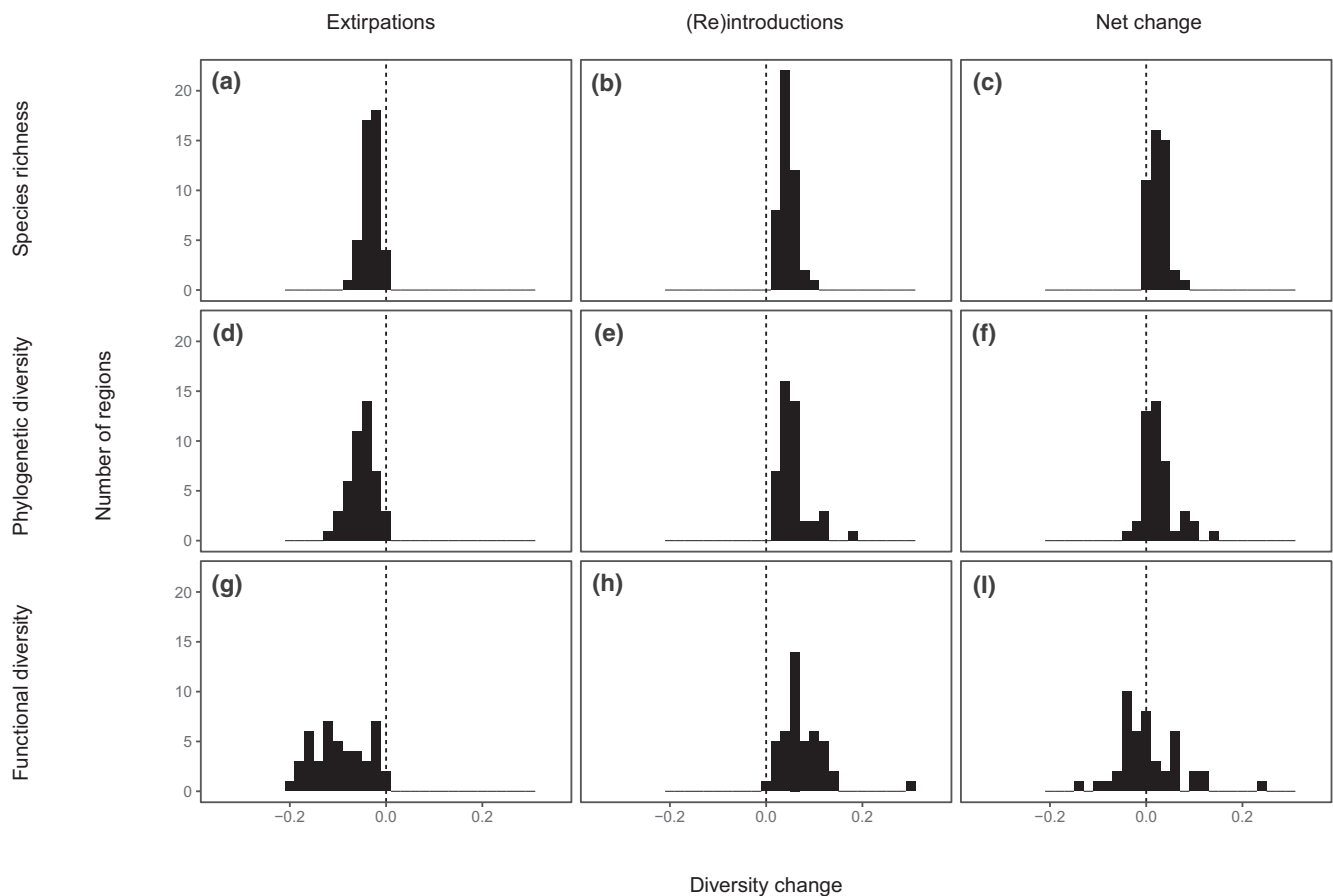 Extirpations
(Re)introductions
Net change
Species richness
Phylogenetic diversity
Functional diversity
Number of regions
(a)
20
15
10
5
0
(b)
(c)
(d)
20
15
10
5
0
(e)
(f)
(g)
20
15
10
5
0
(h)
(I)
−0.2
0.0
0.2
−0.2
0.0
0.2
−0.2
0.0
0.2
Diversity change